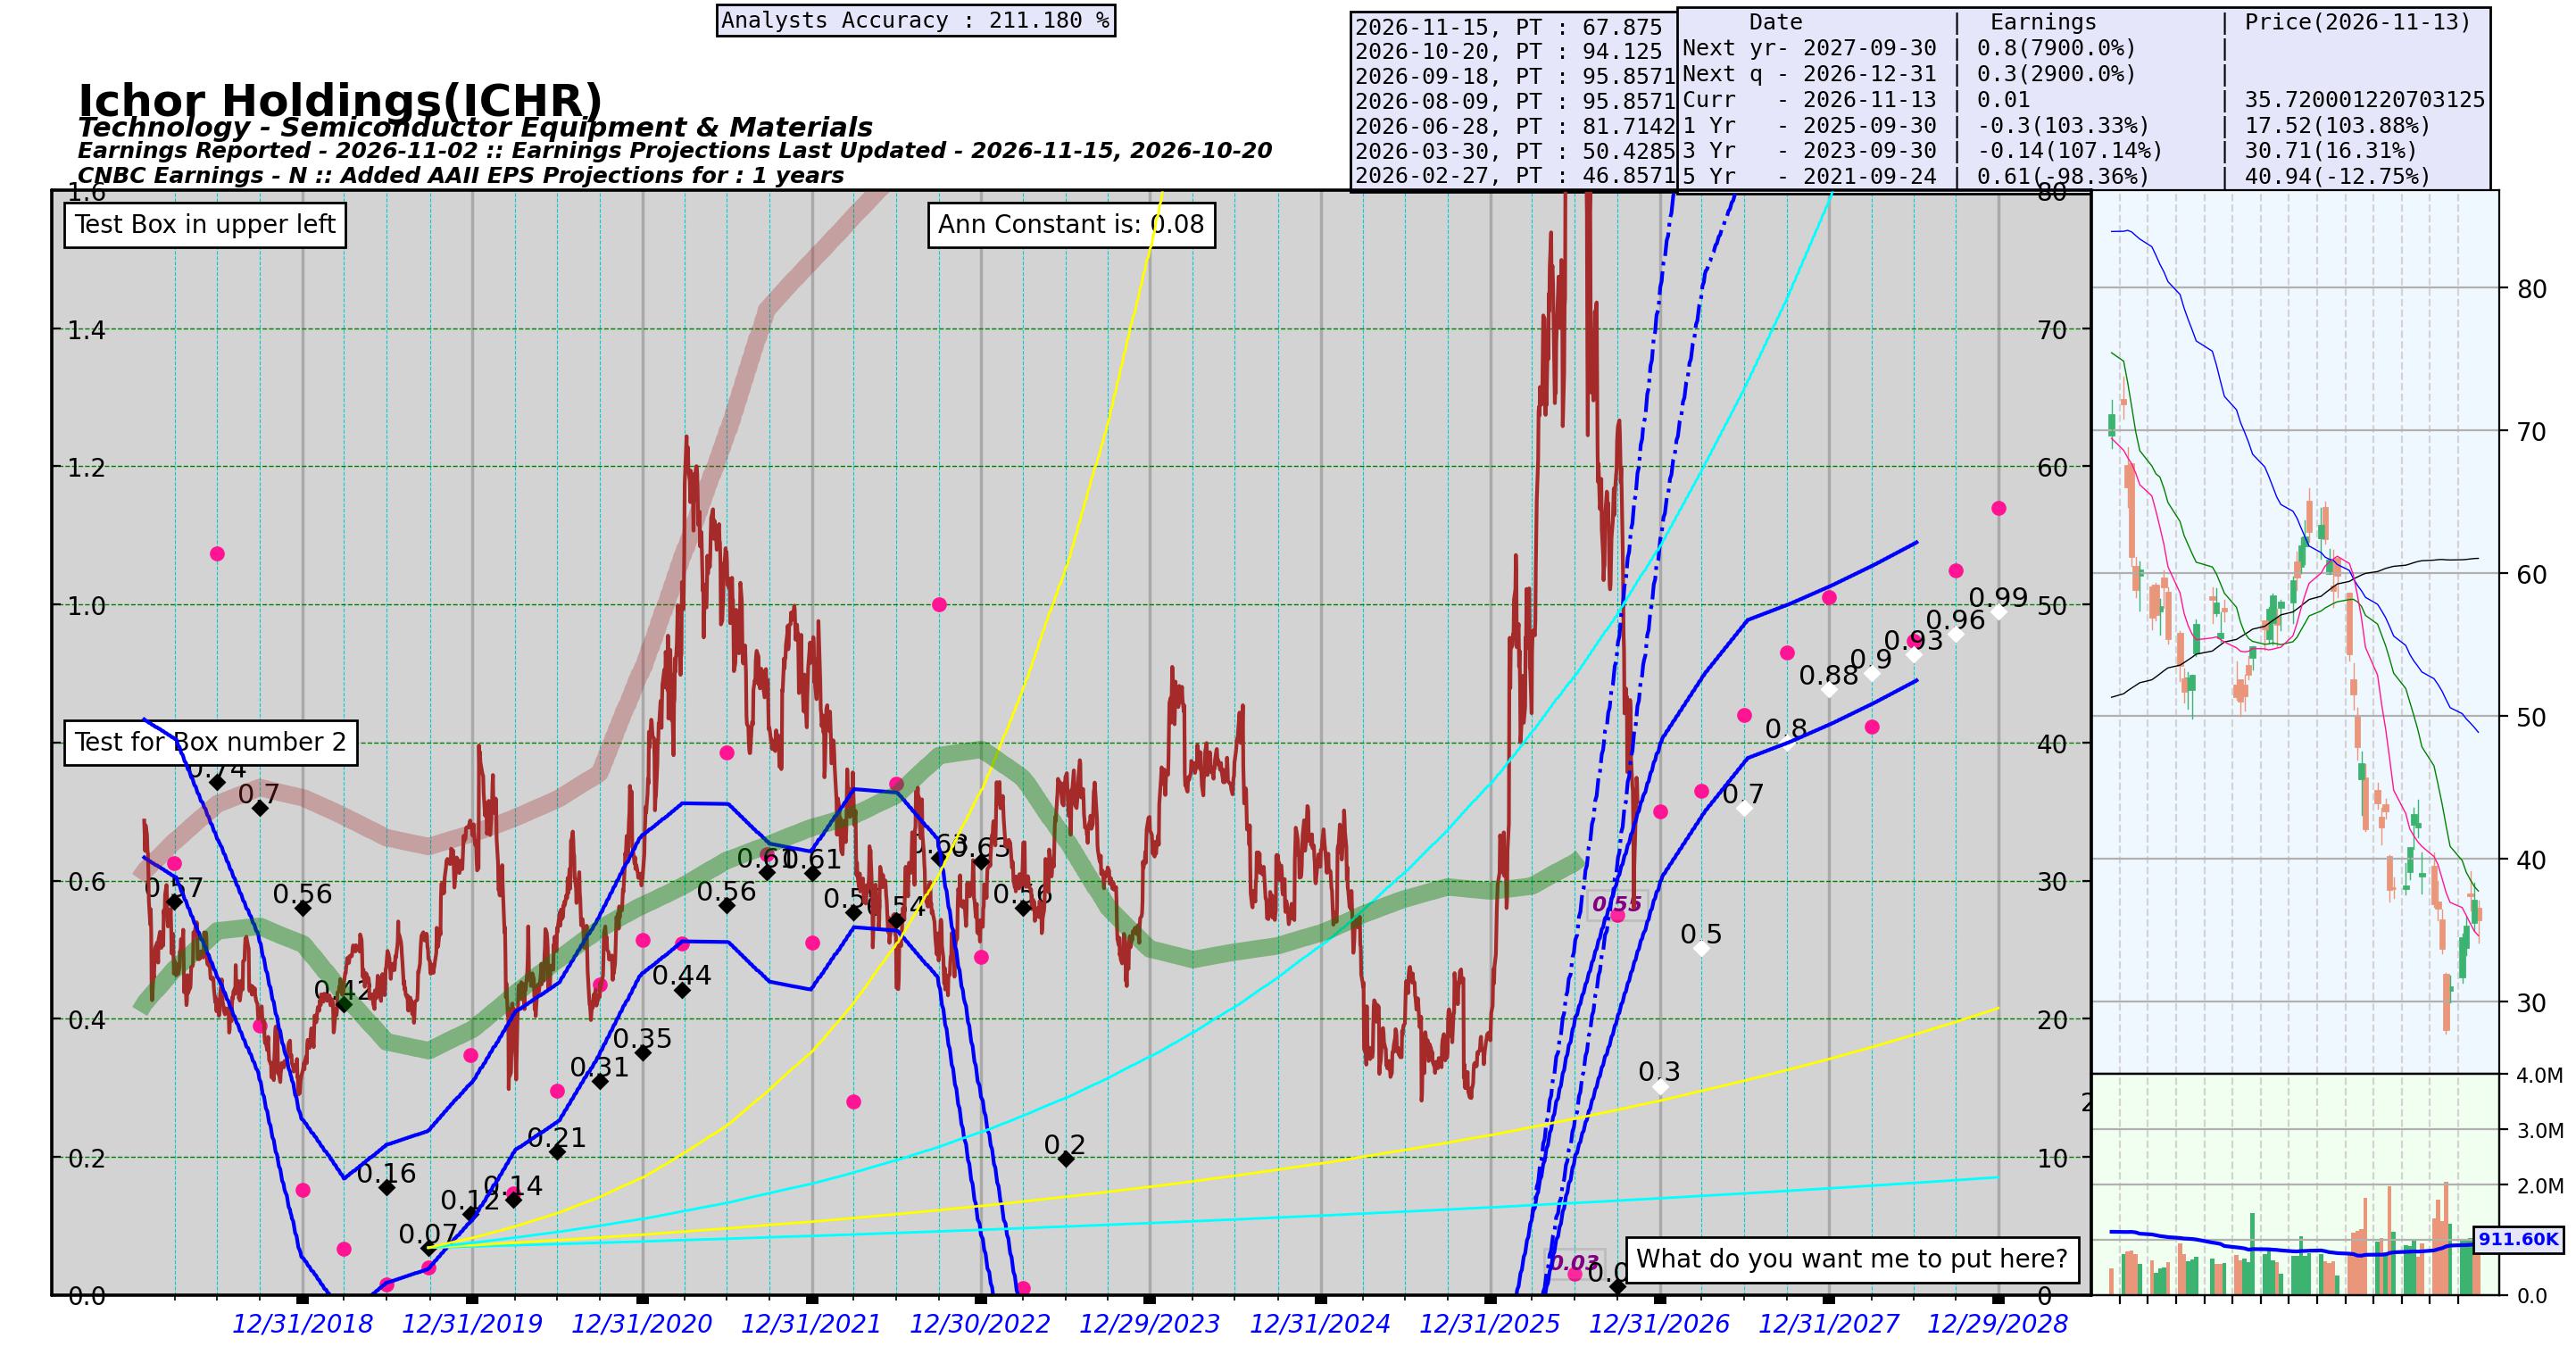 Analysts Accuracy : 211.180 %
Ichor Holdings(ICHR)
Technology - Semiconductor Equipment & Materials
Earnings Reported - 2026-11-02 :: Earnings Projections Last Updated - 2026-11-15, 2026-10-20
CNBC Earnings - N :: Added AAII EPS Projections for : 1 years
2026-11-15, PT : 67.875
2026-10-20, PT : 94.125
2026-09-18, PT : 95.8571
2026-08-09, PT : 95.8571
2026-06-28, PT : 81.7142
2026-03-30, PT : 50.4285
2026-02-27, PT : 46.8571
Date | Earnings | Price(2026-11-13)
Next yr- 2027-09-30 | 0.8(7900.0%) |
Next q - 2026-12-31 | 0.3(2900.0%) |
Curr - 2026-11-13 | 0.01 | 35.720001220703125
1 Yr - 2025-09-30 | -0.3(103.33%) | 17.52(103.88%)
3 Yr - 2023-09-30 | -0.14(107.14%) | 30.71(16.31%)
5 Yr - 2021-09-24 | 0.61(-98.36%) | 40.94(-12.75%)
Test Box in upper left
Ann Constant is: 0.08
Test for Box number 2
What do you want me to put here?
1.6
1.4
1.2
1.0
0.6
0.4
0.2
0.0
0.57
0.74
0.7
0.56
0.42
0.16
0.07
0.12
0.14
0.21
0.31
0.35
0.44
0.56
0.61
0.61
0.63
0.63
0.56
0.2
0.03
0.55
0.3
0.5
0.7
0.8
0.88
0.9
0.93
0.96
0.99
80
70
60
50
40
30
20
10
0
12/31/2018
12/31/2019
12/31/2020
12/31/2021
12/30/2022
12/29/2023
12/31/2024
12/31/2025
12/31/2026
12/31/2027
12/29/2028
80
70
60
50
40
30
4.0M
3.0M
2.0M
911.60K
0.0